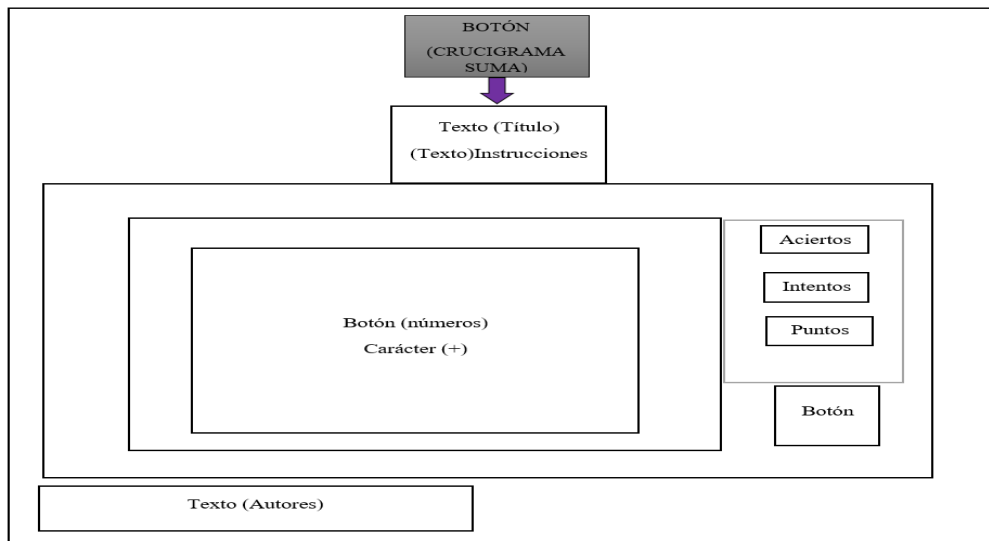 BOTÓN
(CRUCIGRAMA
SUMA)
Texto (Título)
(Texto)Instrucciones
Aciertos
Intentos
Puntos
Botón (números)
Carácter (+)
Botón
Texto (Autores)